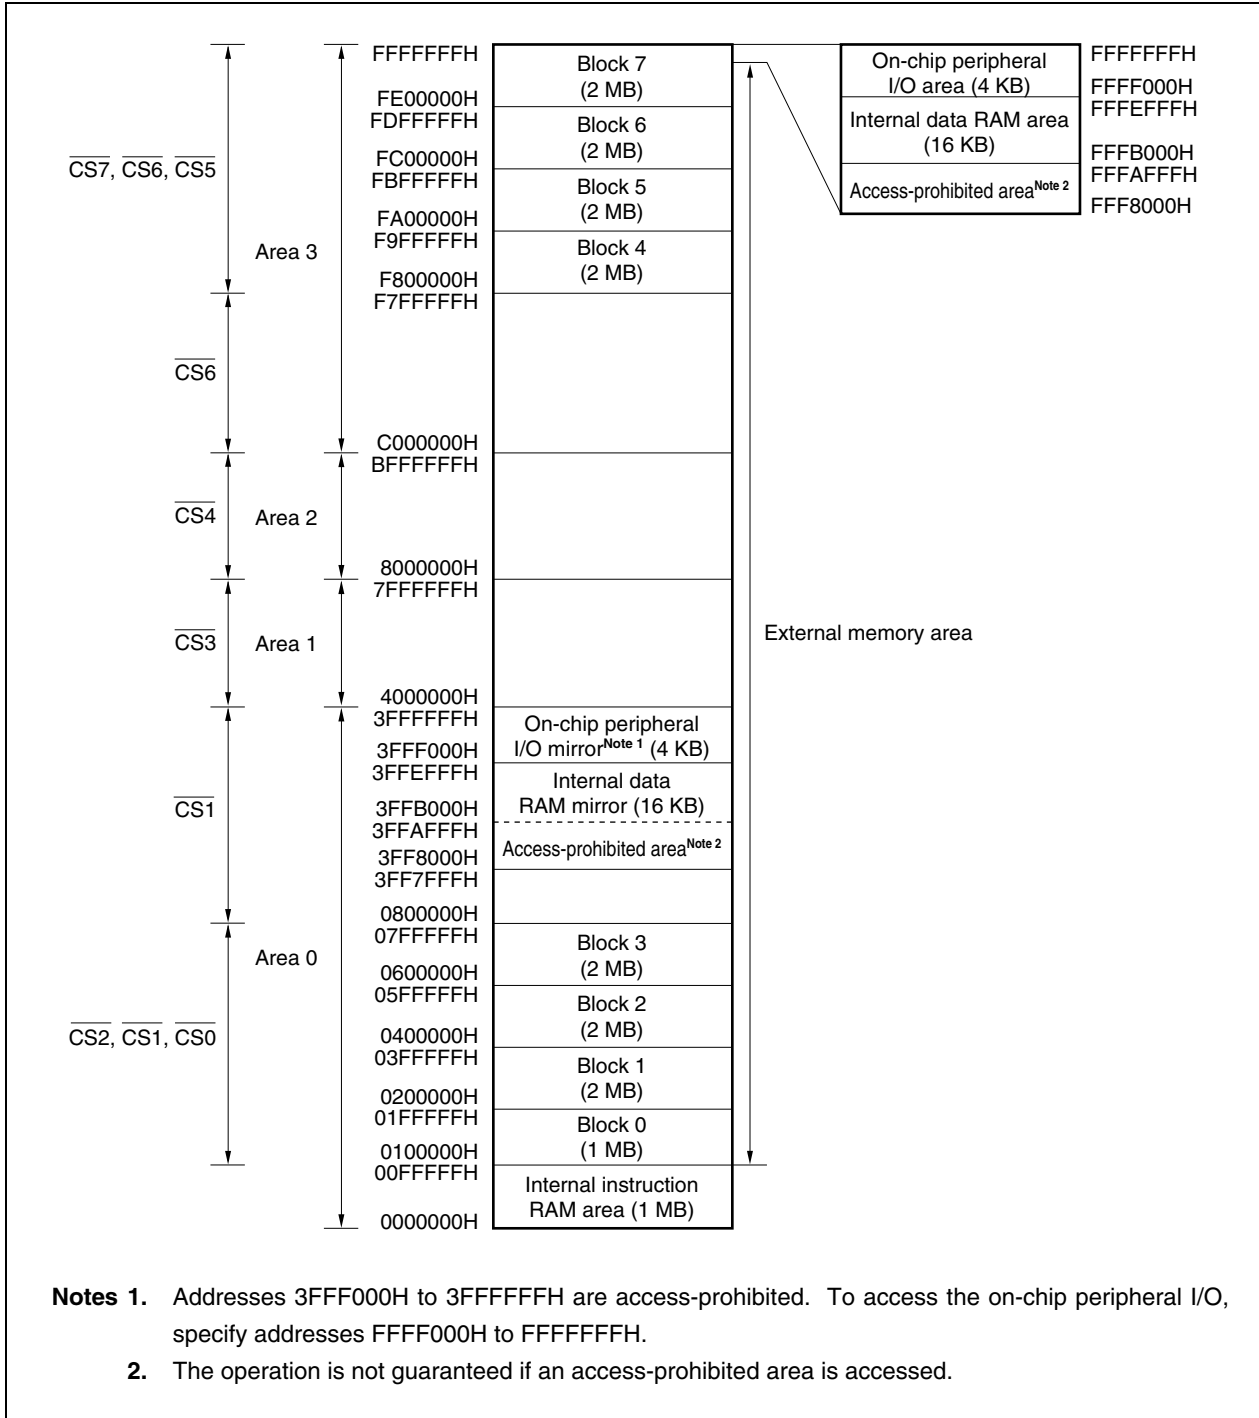 FFFFFFFH
Block 7
(2 MB)
FE00000H
FDFFFFFH
Block 6
(2 MB)
FC00000H
FBFFFFFH
Block 5
(2 MB)
FA00000H
F9FFFFFH
Block 4
(2 MB)
F800000H
F7FFFFFH
CS7, CS6, CS5
Area 3
CS6
C000000H
BFFFFFFH
CS4
Area 2
8000000H
7FFFFFFH
CS3
Area 1
4000000H
3FFFFFFH
On-chip peripheral
I/O mirrorNote 1 (4 KB)
3FFF000H
3FFEFFFH
Internal data
RAM mirror (16 KB)
3FFB000H
3FFAFFFH
Access-prohibited areaNote 2
3FF8000H
3FF7FFFH
CS1
0800000H
07FFFFFH
Area 0
Block 3
(2 MB)
0600000H
05FFFFFH
Block 2
(2 MB)
CS2, CS1, CS0
0400000H
03FFFFFH
Block 1
(2 MB)
0200000H
01FFFFFH
Block 0
(1 MB)
0100000H
00FFFFFH
Internal instruction
RAM area (1 MB)
0000000H
External memory area
On-chip peripheral
I/O area (4 KB)
FFFFFFFH
FFFF000H
FFFEFFFH
Internal data RAM area
(16 KB)
FFFB000H
FFFAFFFH
Access-prohibited areaNote 2
FFF8000H
Notes 1. Addresses 3FFF000H to 3FFFFFFH are access-prohibited. To access the on-chip peripheral I/O,
specify addresses FFFF000H to FFFFFFFH.
2. The operation is not guaranteed if an access-prohibited area is accessed.